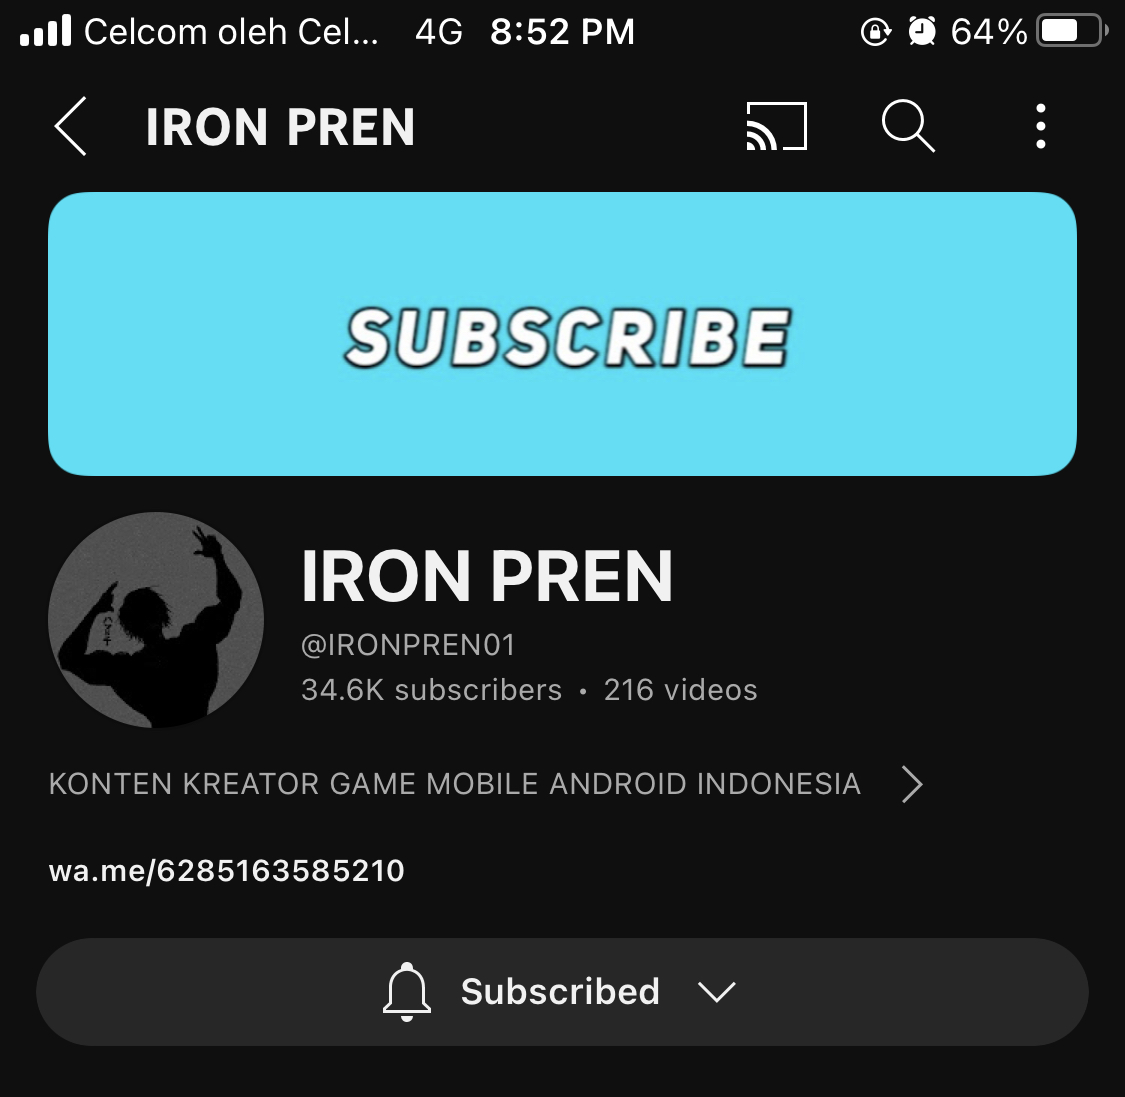 Celcom oleh Cel... 4G 8:52 PM 64%
IRON PREN
SUBSCRIBE
IRON PREN
@IRONPREN01
34.6K subscribers • 216 videos
KONTEN KREATOR GAME MOBILE ANDROID INDONESIA
wa.me/6285163585210
Subscribed